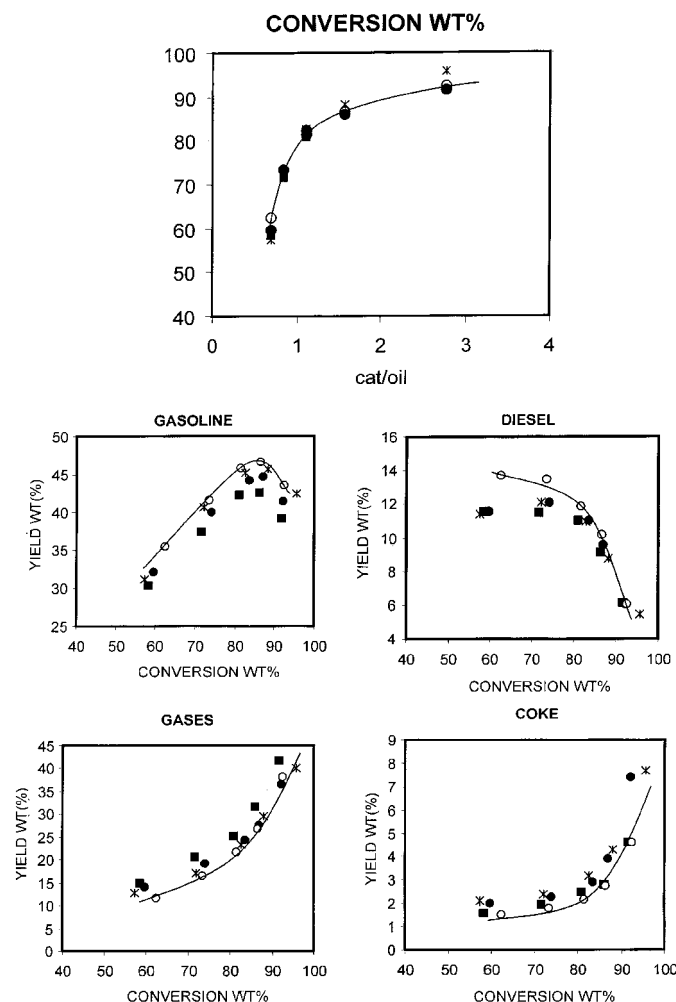 CONVERSION WT%
100
90
80
70
60
50
40
0 1 2 3 4
cat/oil
GASOLINE
YIELD WT(%)
50
45
40
35
30
25
40 50 60 70 80 90 100
CONVERSION WT%
DIESEL
YIELD WT(%)
16
14
12
10
8
6
4
40 50 60 70 80 90 100
CONVERSION WT%
GASES
YIELD WT(%)
45
40
35
30
25
20
15
10
5
0
40 50 60 70 80 90 100
CONVERSION WT%
COKE
YIELD WT(%)
9
8
7
6
5
4
3
2
1
0
40 50 60 70 80 90 100
CONVERSION WT%